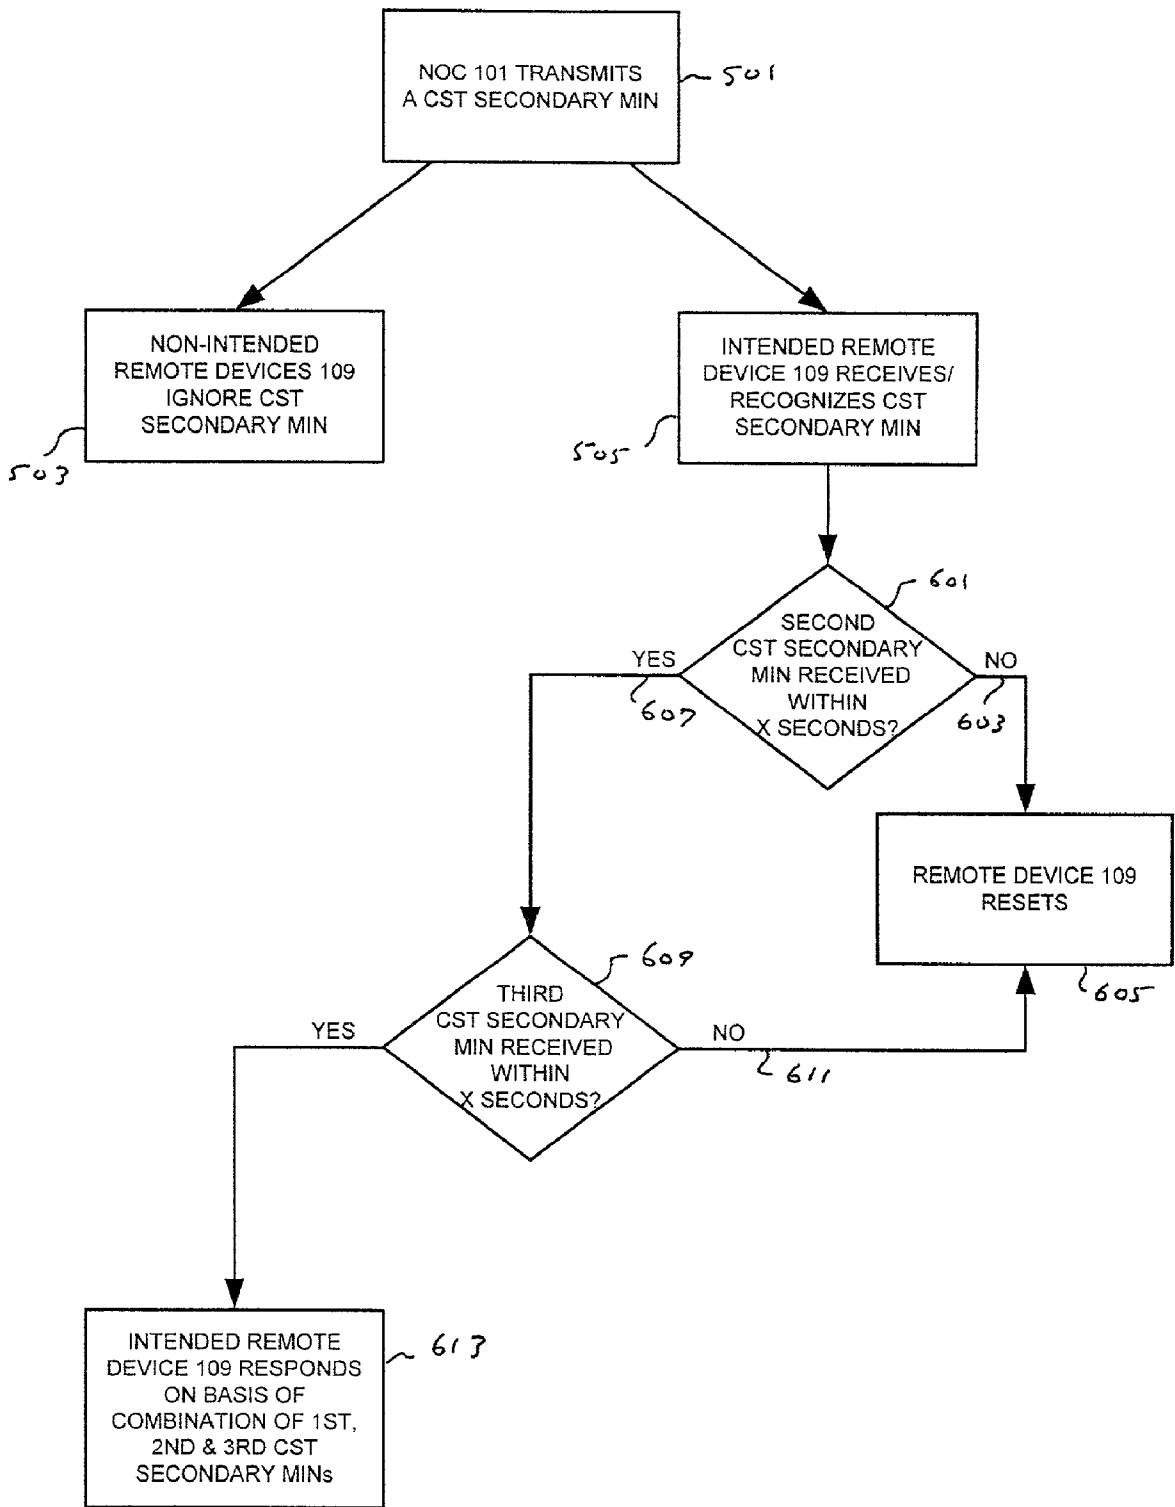 NOC 101 TRANSMITS
A CST SECONDARY MIN
501
NON-INTENDED
REMOTE DEVICES 109
IGNORE CST
SECONDARY MIN
503
INTENDED REMOTE
DEVICE 109 RECEIVES/
RECOGNIZES CST
SECONDARY MIN
505
601
SECOND
CST SECONDARY
MIN RECEIVED
WITHIN
X SECONDS?
YES
607
NO
603
REMOTE DEVICE 109
RESETS
605
609
THIRD
CST SECONDARY
MIN RECEIVED
WITHIN
X SECONDS?
YES
NO
611
INTENDED REMOTE
DEVICE 109 RESPONDS
ON BASIS OF
COMBINATION OF 1ST,
2ND & 3RD CST
SECONDARY MINs
613